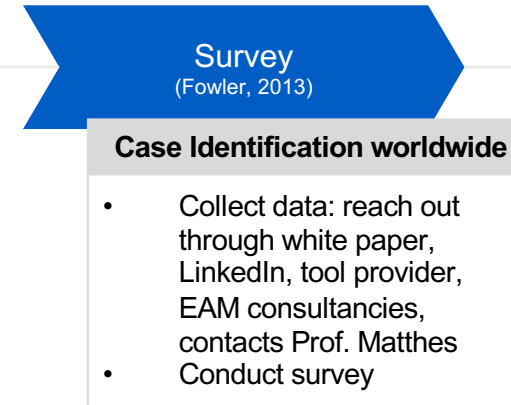 Survey
(Fowler, 2013)
Case Identification worldwide
• Collect data: reach out
through white paper,
LinkedIn, tool provider,
EAM consultancies,
contacts Prof. Matthes
• Conduct survey